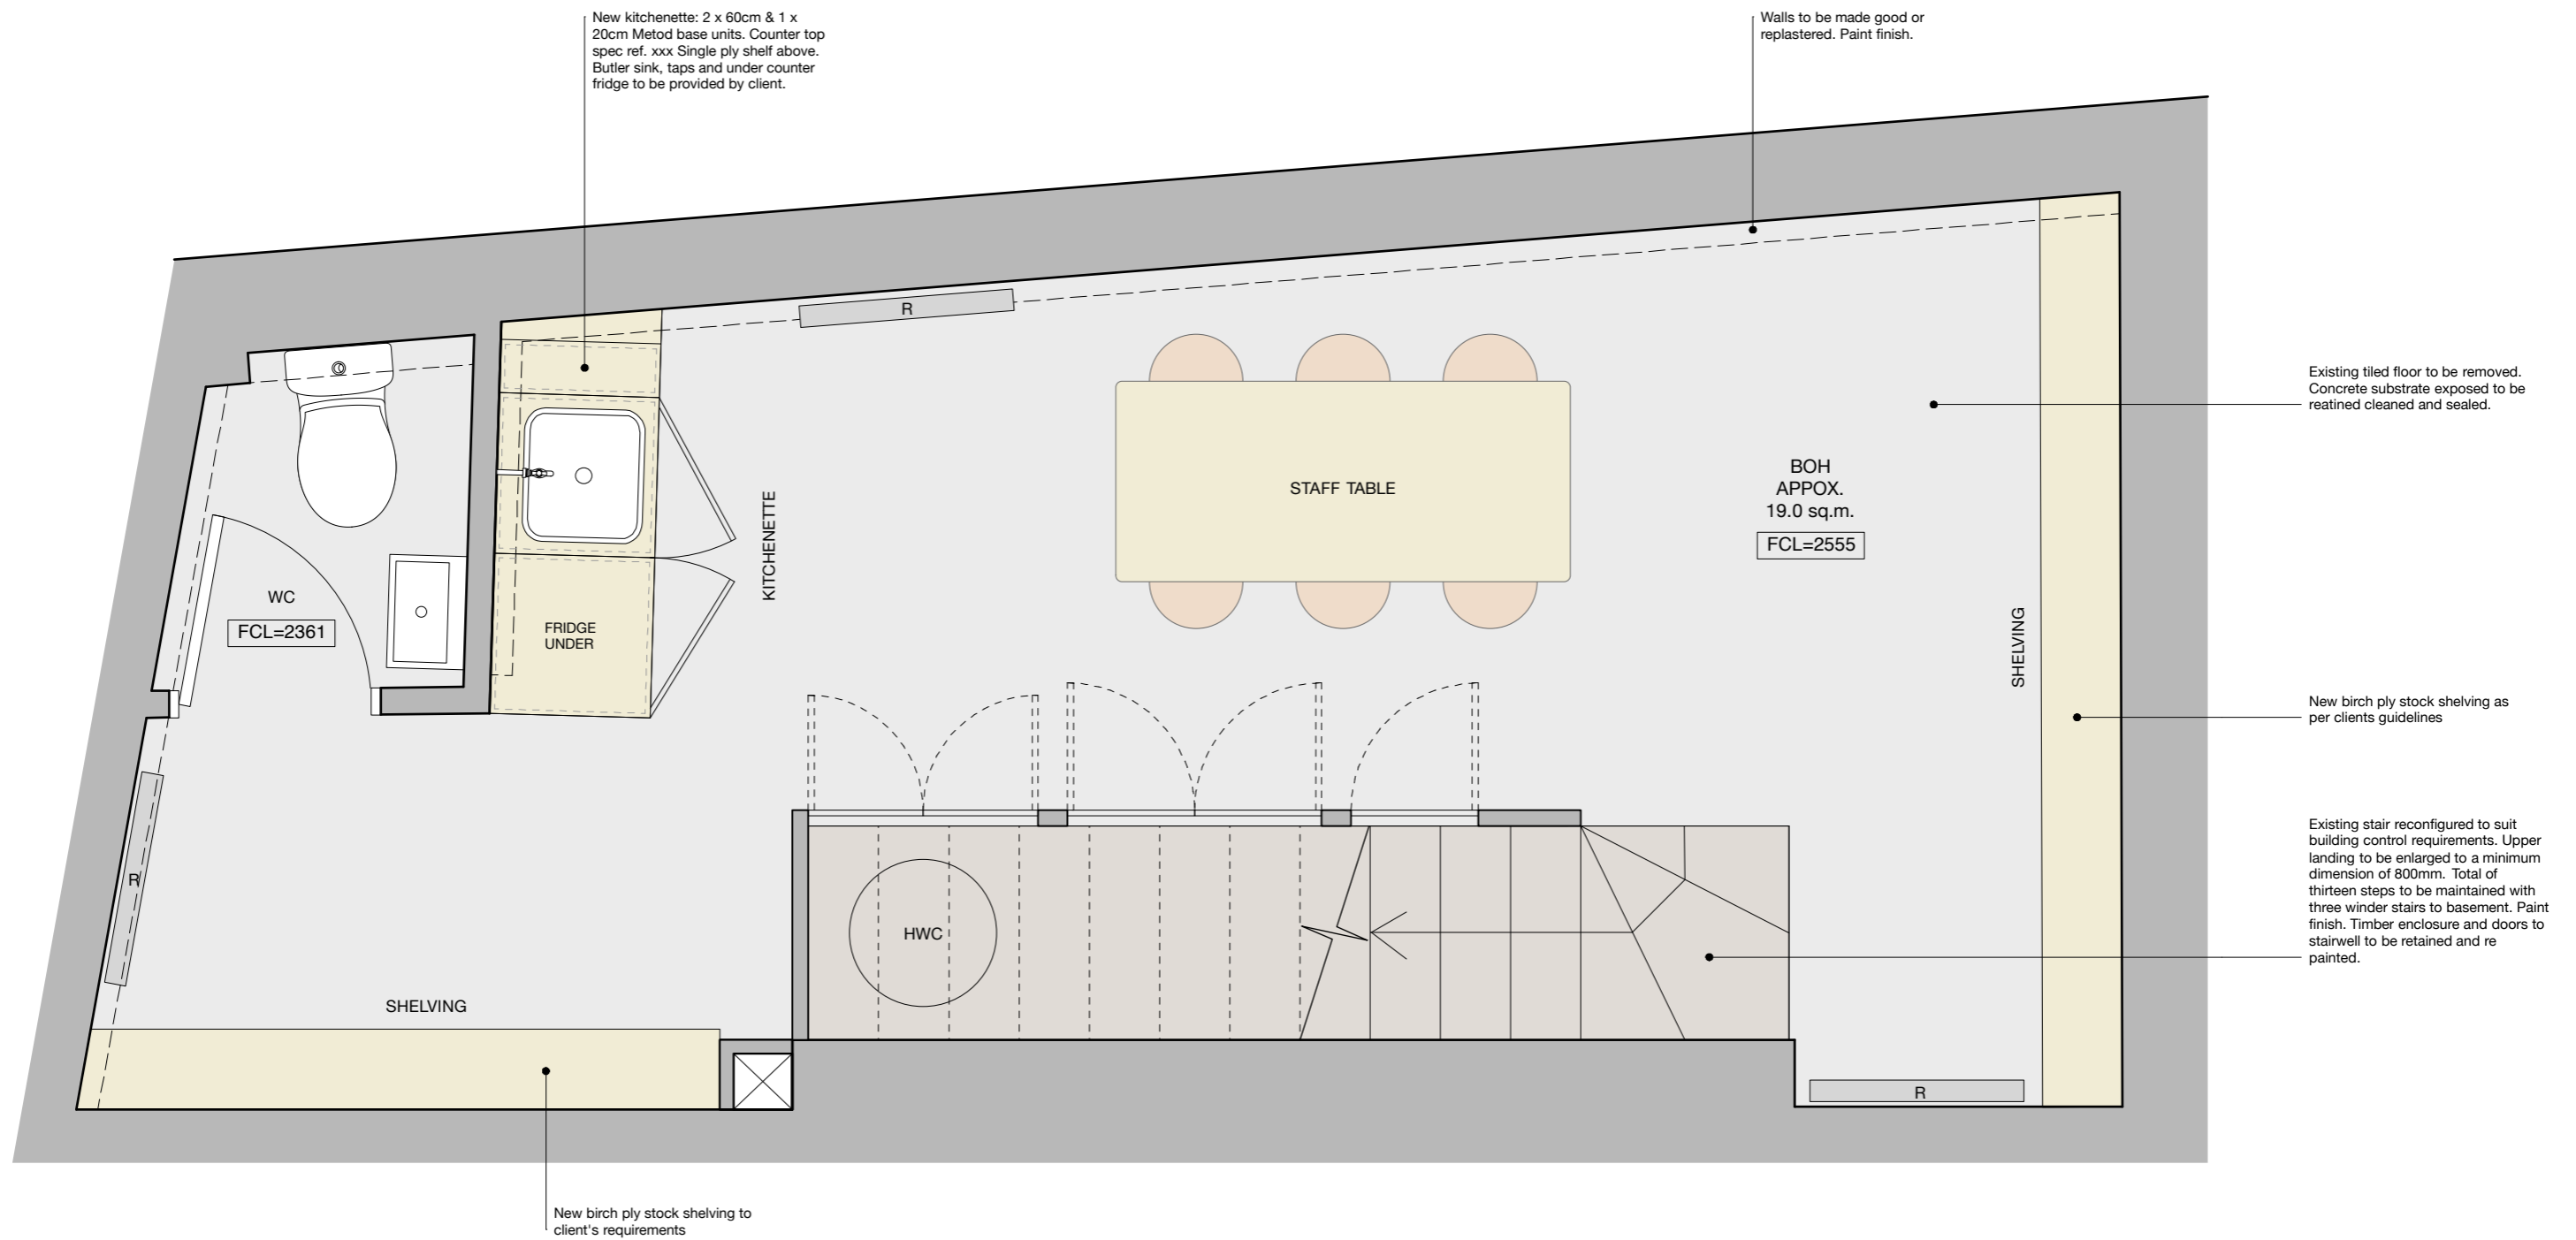 New kitchenette: 2 x 60cm & 1 x
20cm Metod base units. Counter top
spec ref. xxx Single ply shelf above.
Butler sink, taps and under counter
fridge to be provided by client.
Walls to be made good or
replastered. Paint finish.
R
Existing tiled floor to be removed.
Concrete substrate exposed to be
reatined cleaned and sealed.
STAFF TABLE
BOH
APPOX.
19.0 sq.m.
FCL=2555
KITCHENETTE
WC
FCL=2361
FRIDGE
UNDER
SHELVING
New birch ply stock shelving as
per clients guidelines
Existing stair reconfigured to suit
building control requirements. Upper
landing to be enlarged to a minimum
dimension of 800mm. Total of
thirteen steps to be maintained with
three winder stairs to basement. Paint
finish. Timber enclosure and doors to
stairwell to be retained and re
painted.
R
HWC
SHELVING
R
New birch ply stock shelving to
client's requirements